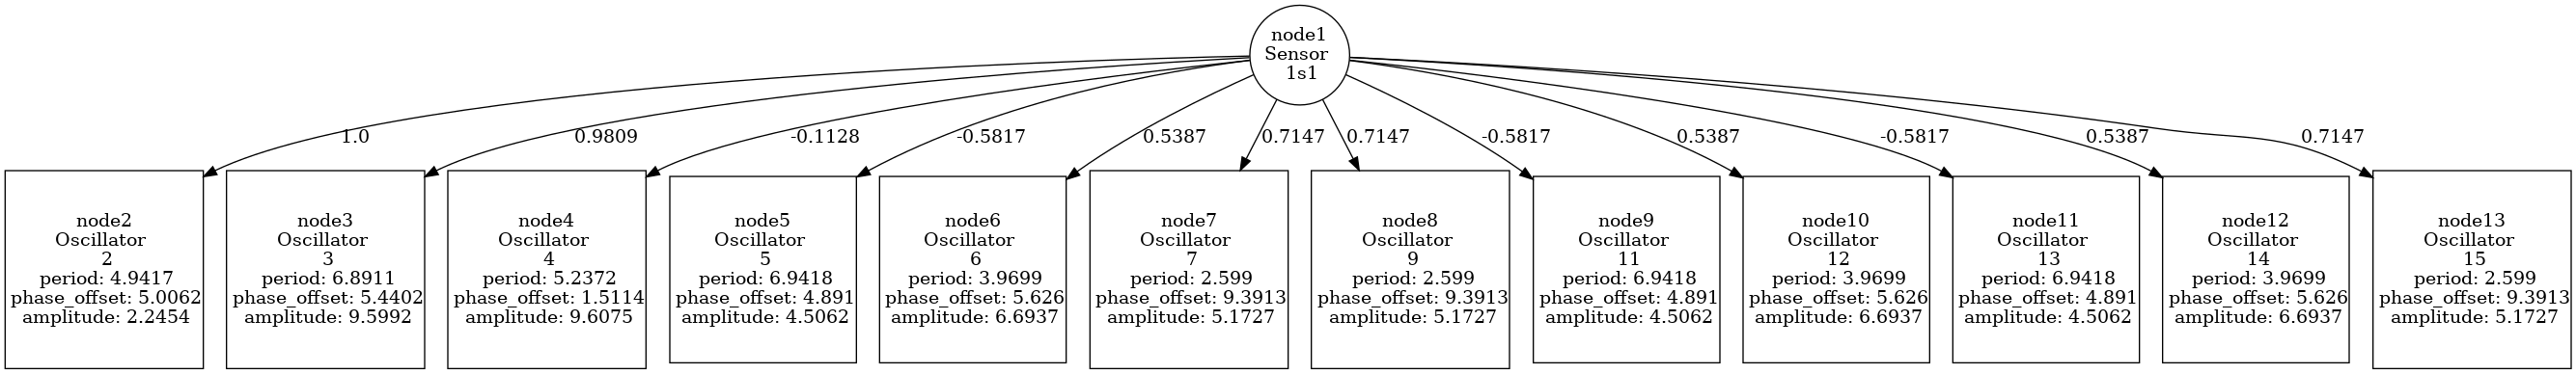 node1
Sensor
1s1
1.0
0.9809
-0.1128
-0.5817
0.5387
0.7147
0.7147
-0.5817
0.5387
-0.5817
0.5387
0.7147
node2
Oscillator
2
period: 4.9417
phase_offset: 5.0062
amplitude: 2.2454
node3
Oscillator
3
period: 6.8911
phase_offset: 5.4402
amplitude: 9.5992
node4
Oscillator
4
period: 5.2372
phase_offset: 1.5114
amplitude: 9.6075
node5
Oscillator
5
period: 6.9418
phase_offset: 4.891
amplitude: 4.5062
node6
Oscillator
6
period: 3.9699
phase_offset: 5.626
amplitude: 6.6937
node7
Oscillator
7
period: 2.599
phase_offset: 9.3913
amplitude: 5.1727
node8
Oscillator
9
period: 2.599
phase_offset: 9.3913
amplitude: 5.1727
node9
Oscillator
11
period: 6.9418
phase_offset: 4.891
amplitude: 4.5062
node10
Oscillator
12
period: 3.9699
phase_offset: 5.626
amplitude: 6.6937
node11
Oscillator
13
period: 6.9418
phase_offset: 4.891
amplitude: 4.5062
node12
Oscillator
14
period: 3.9699
phase_offset: 5.626
amplitude: 6.6937
node13
Oscillator
15
period: 2.599
phase_offset: 9.3913
amplitude: 5.1727